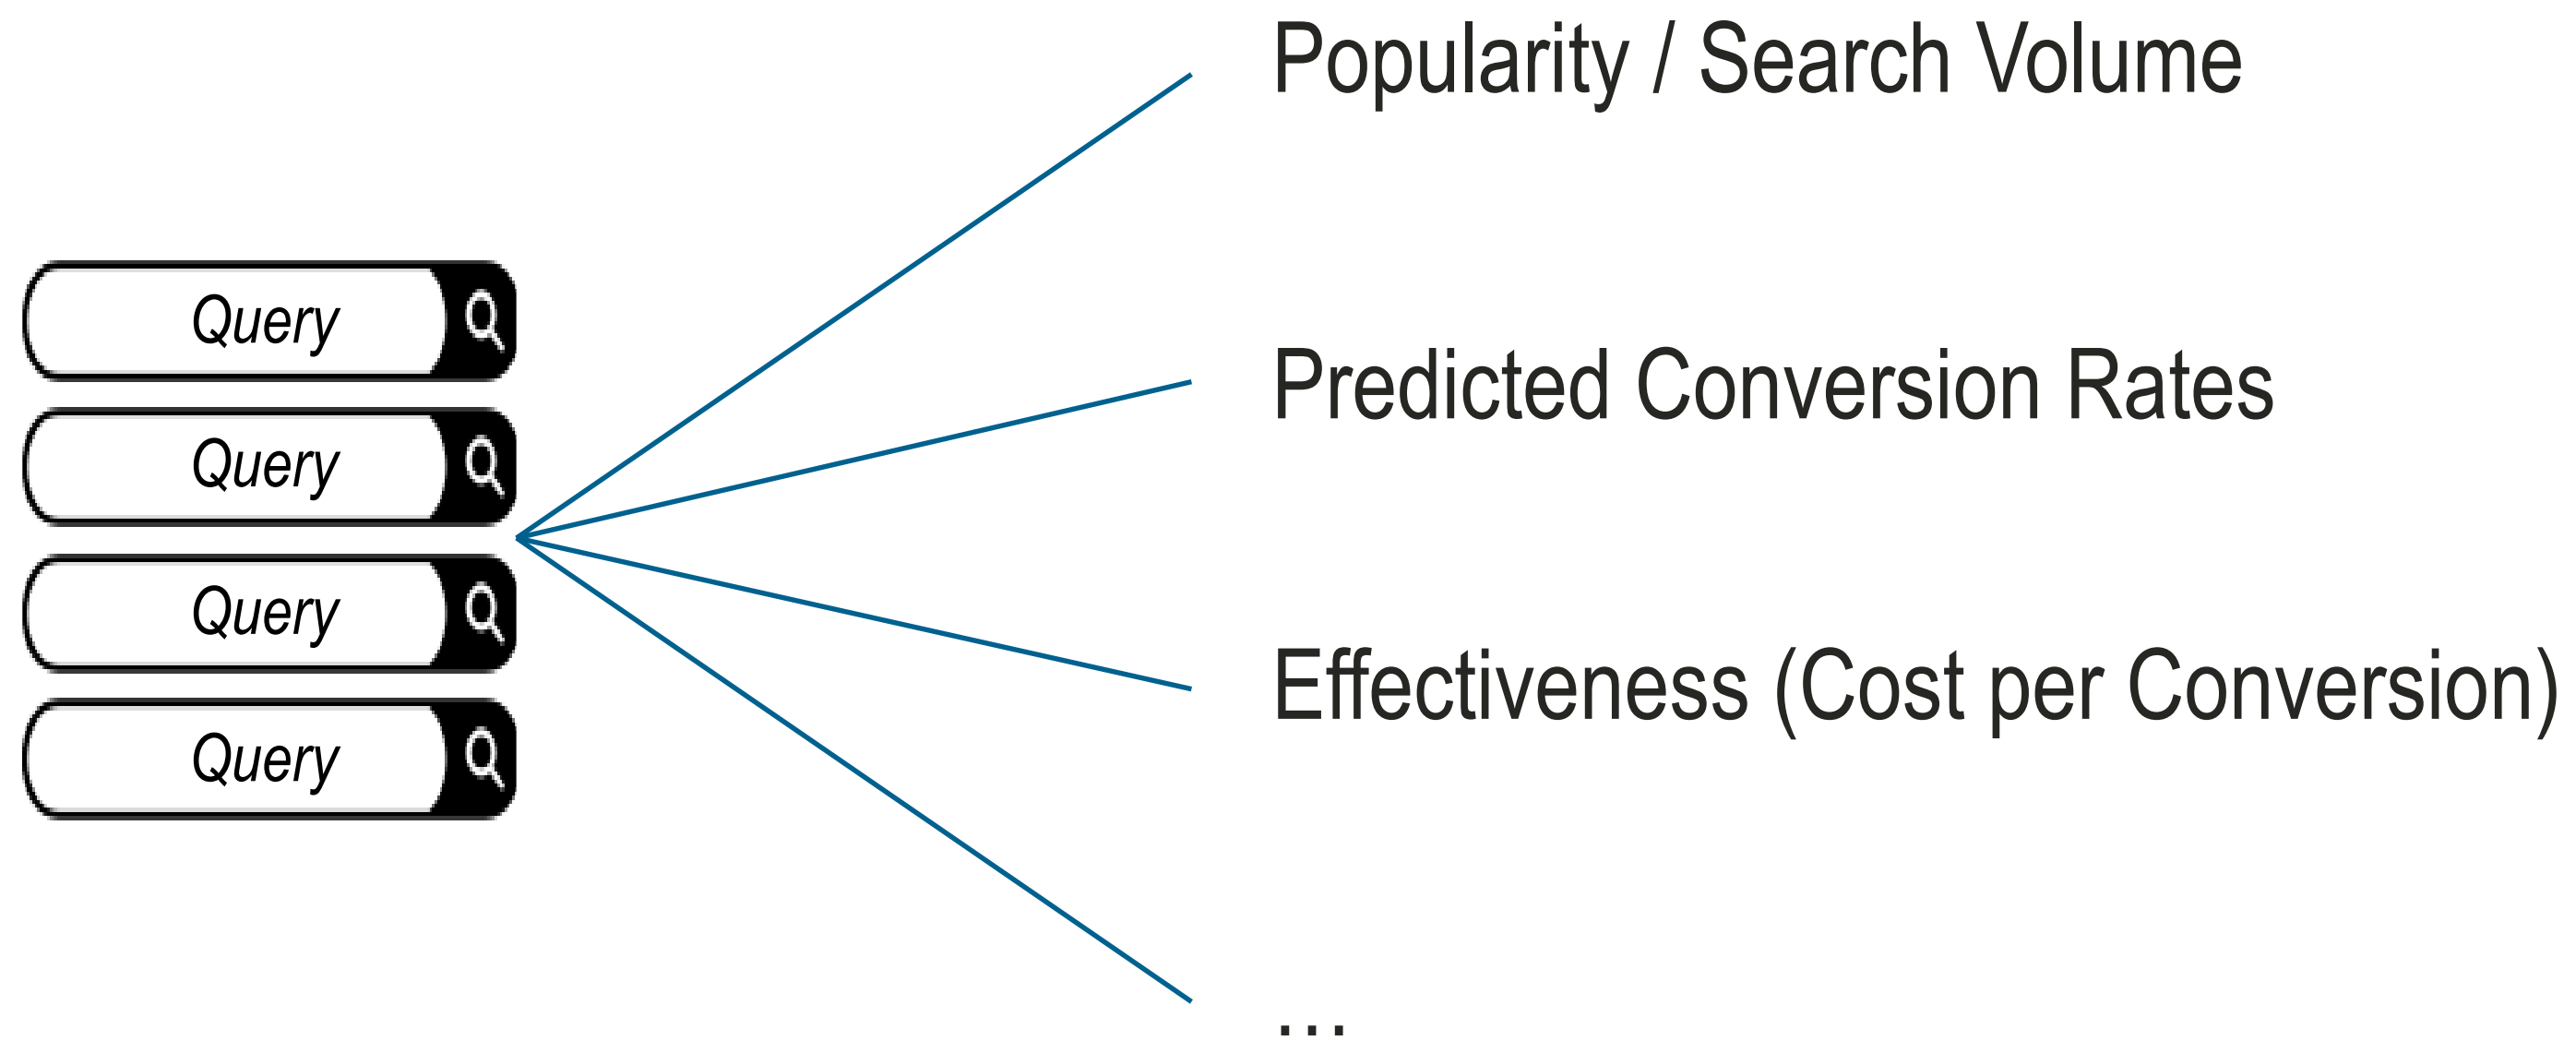 Popularity / Search Volume
Query
Predicted Conversion Rates
Query
Query
Effectiveness (Cost per Conversion)
Query
…